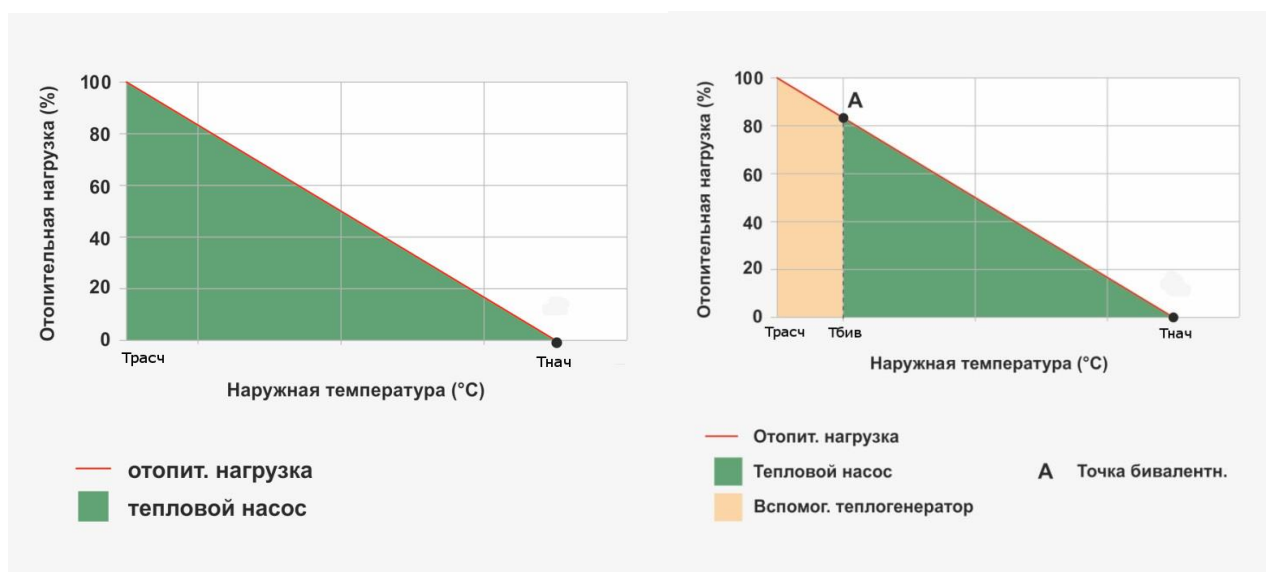 Отопительная нагрузка (%)
100
80
60
40
20
0
Трасч
Тнач
Наружная температура (°C)
отопит. нагрузка
тепловой насос
Отопительная нагрузка (%)
100
80
60
40
20
0
A
Трасч
Тбив
Тнач
Наружная температура (°C)
Отопит. нагрузка
Тепловой насос
A Точка бивалентн.
Вспомог. теплогенератор